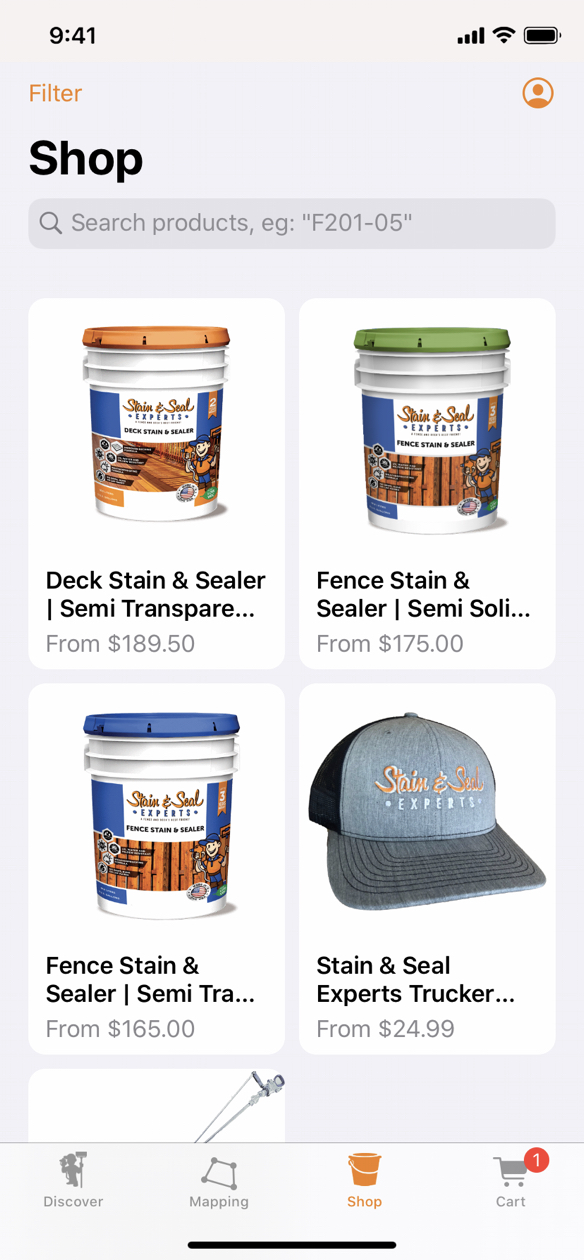 9:41
Filter
Shop
Search products, eg: "F201-05"
Stain & Seal
EXPERTS
DECK STAIN & SEALER
2
Stain & Seal
EXPERTS
FENCE STAIN & SEALER
3
Deck Stain & Sealer
| Semi Transpare...
From $189.50
Fence Stain &
Sealer | Semi Soli...
From $175.00
Stain & Seal
EXPERTS
FENCE STAIN & SEALER
3
Stain & Seal
EXPERTS
Fence Stain &
Sealer | Semi Tra...
From $165.00
Stain & Seal
Experts Trucker...
From $24.99
Discover
Mapping
Shop
1
Cart